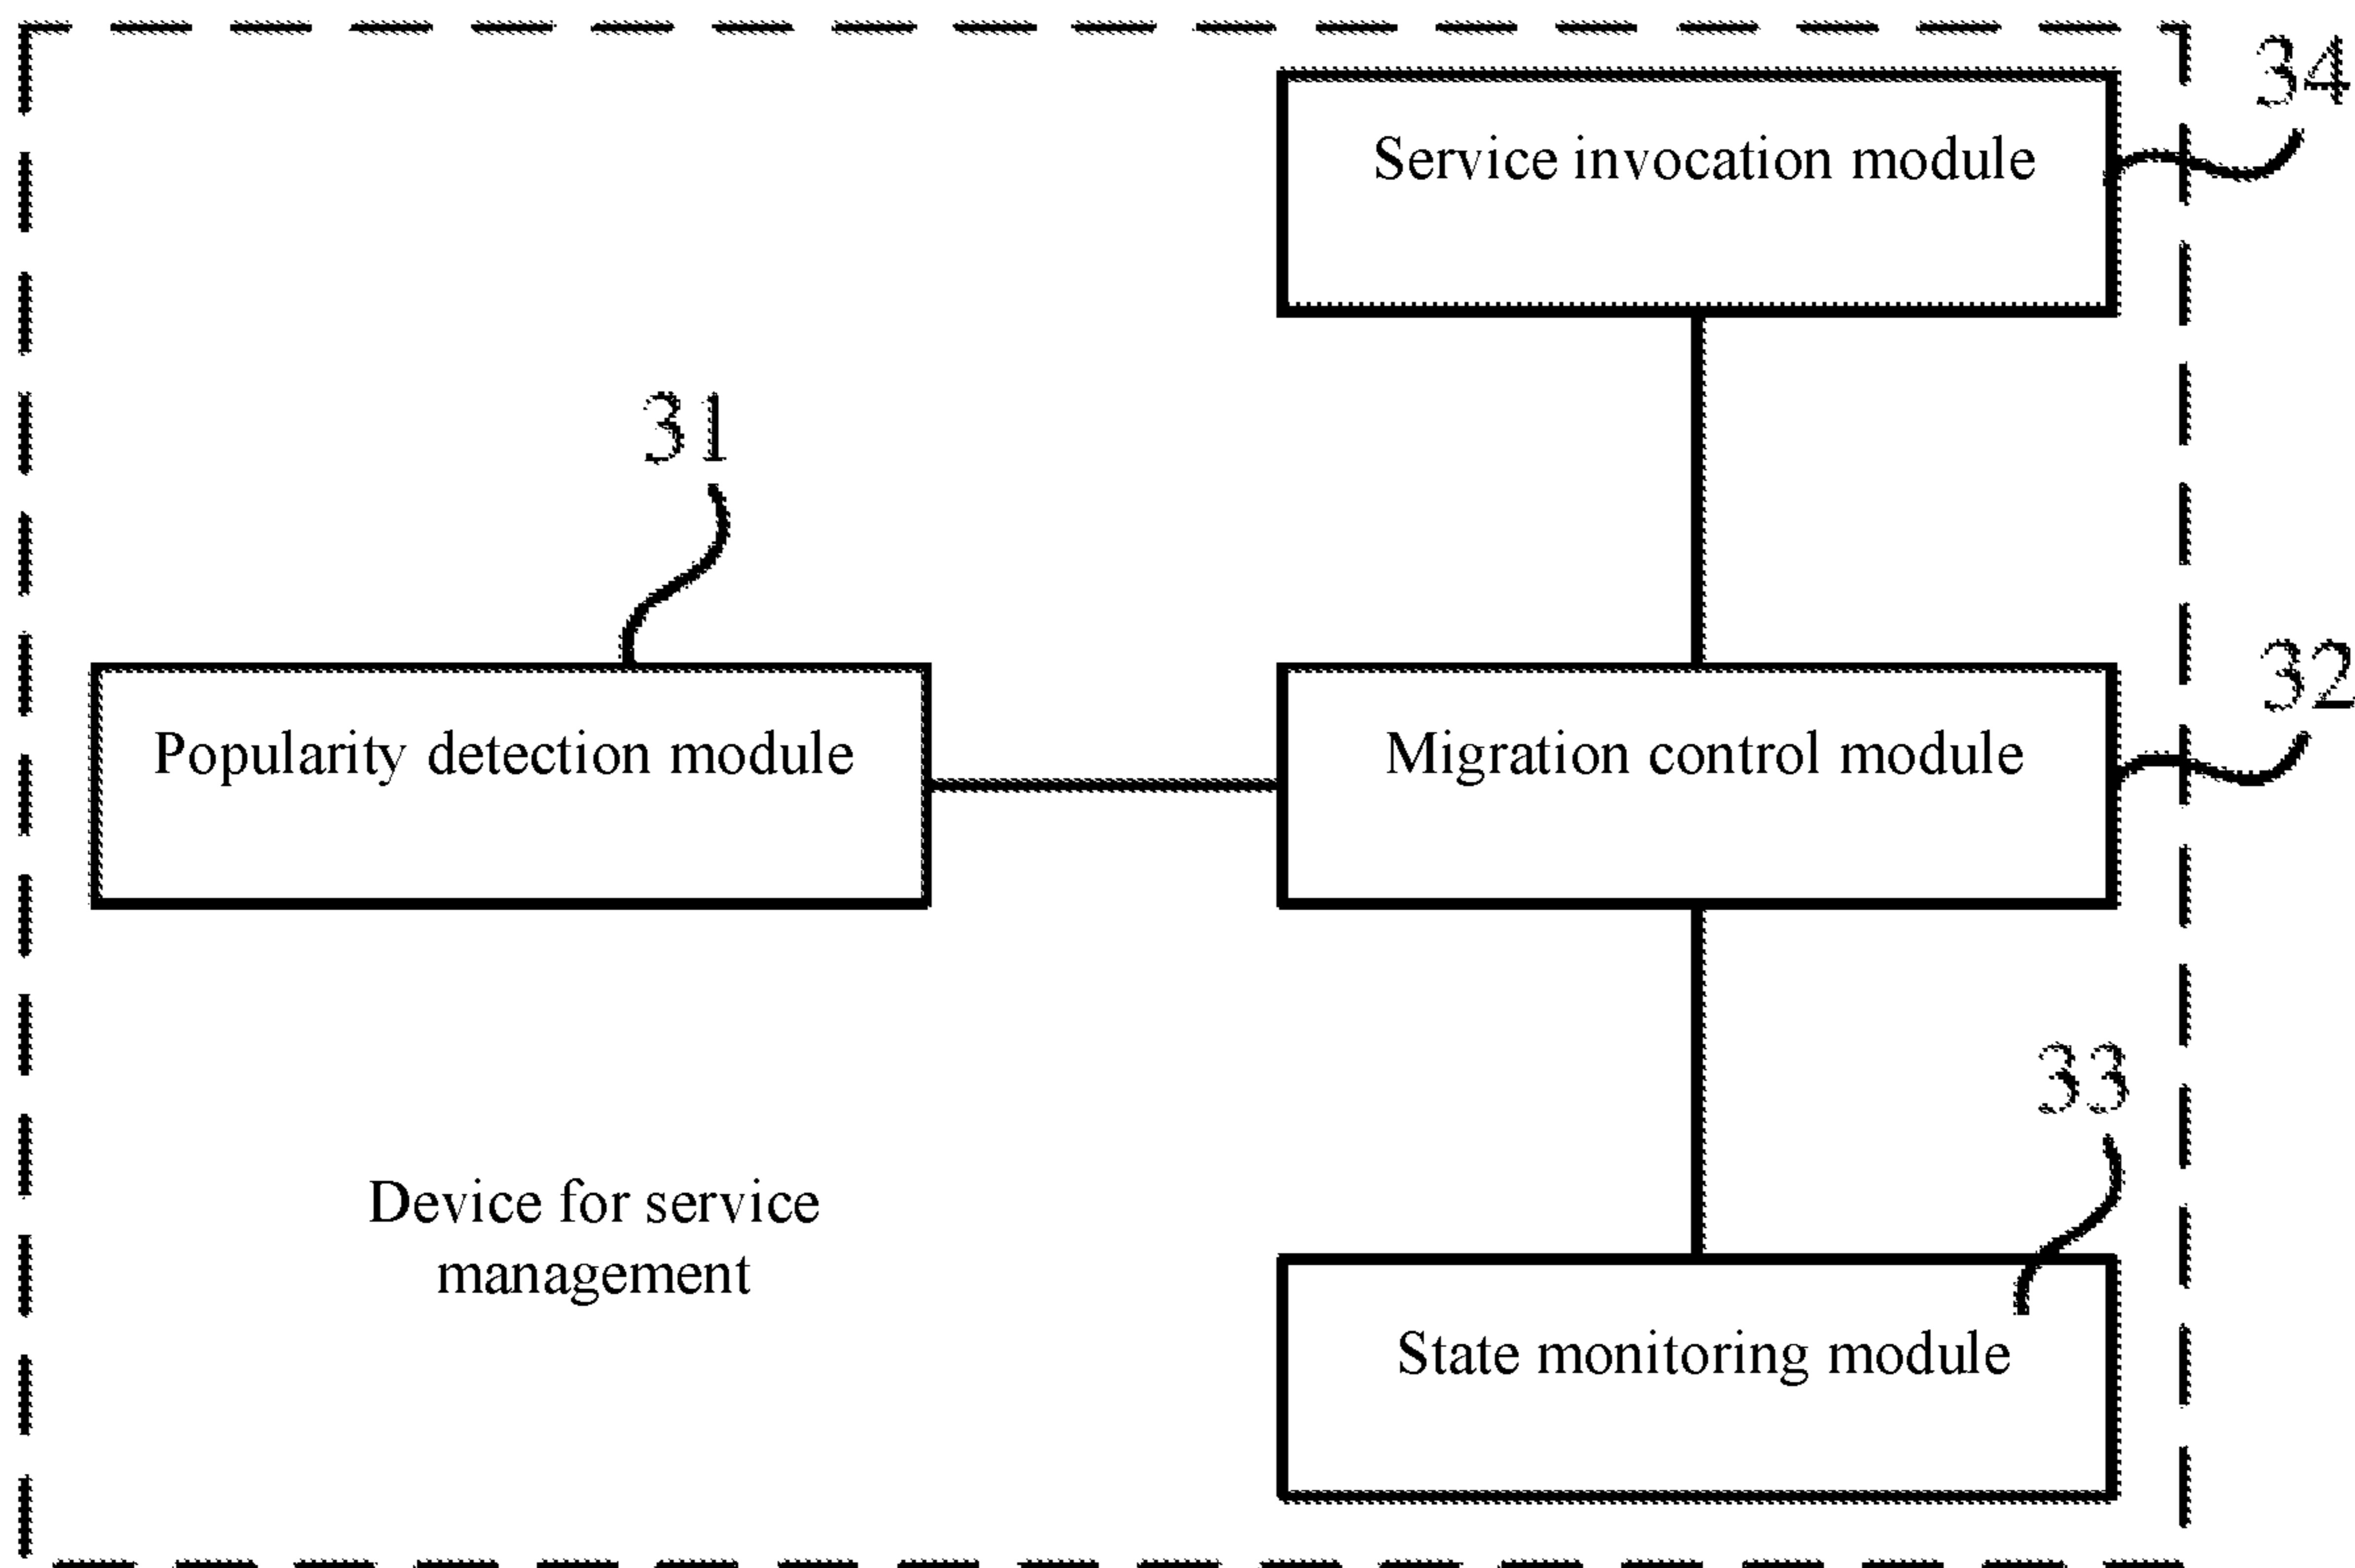 34
Service invocation module
31
32
Popularity detection module
Migration control module
33
Device for service
management
State monitoring module